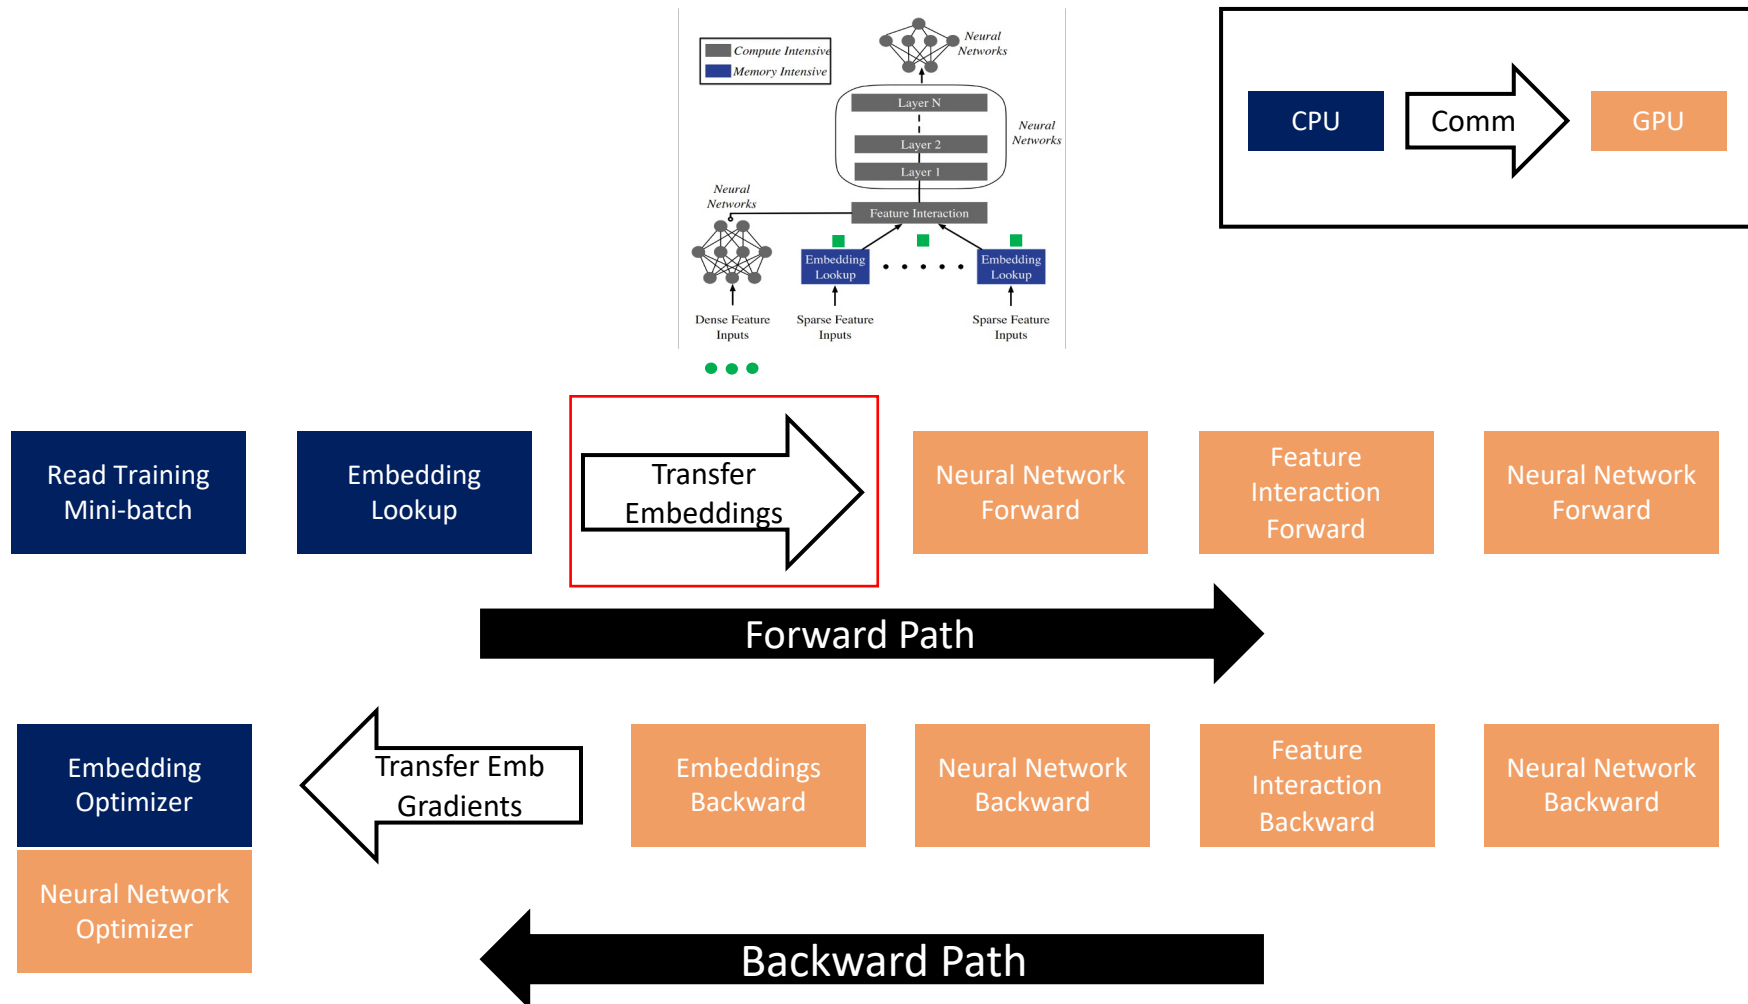 Compute Intensive
Memory Intensive
Neural
Networks
Layer N
Layer 2
Layer 1
Neural
Networks
Neural
Networks
Feature Interaction
Embedding
Lookup
Embedding
Lookup
Dense Feature
Inputs
Sparse Feature
Inputs
Sparse Feature
Inputs
CPU
Comm
GPU
Read Training
Mini-batch
Embedding
Lookup
Transfer
Embeddings
Neural Network
Forward
Feature
Interaction
Forward
Neural Network
Forward
Forward Path
Embedding
Optimizer
Transfer Emb
Gradients
Embeddings
Backward
Neural Network
Backward
Feature
Interaction
Backward
Neural Network
Backward
Neural Network
Optimizer
Backward Path